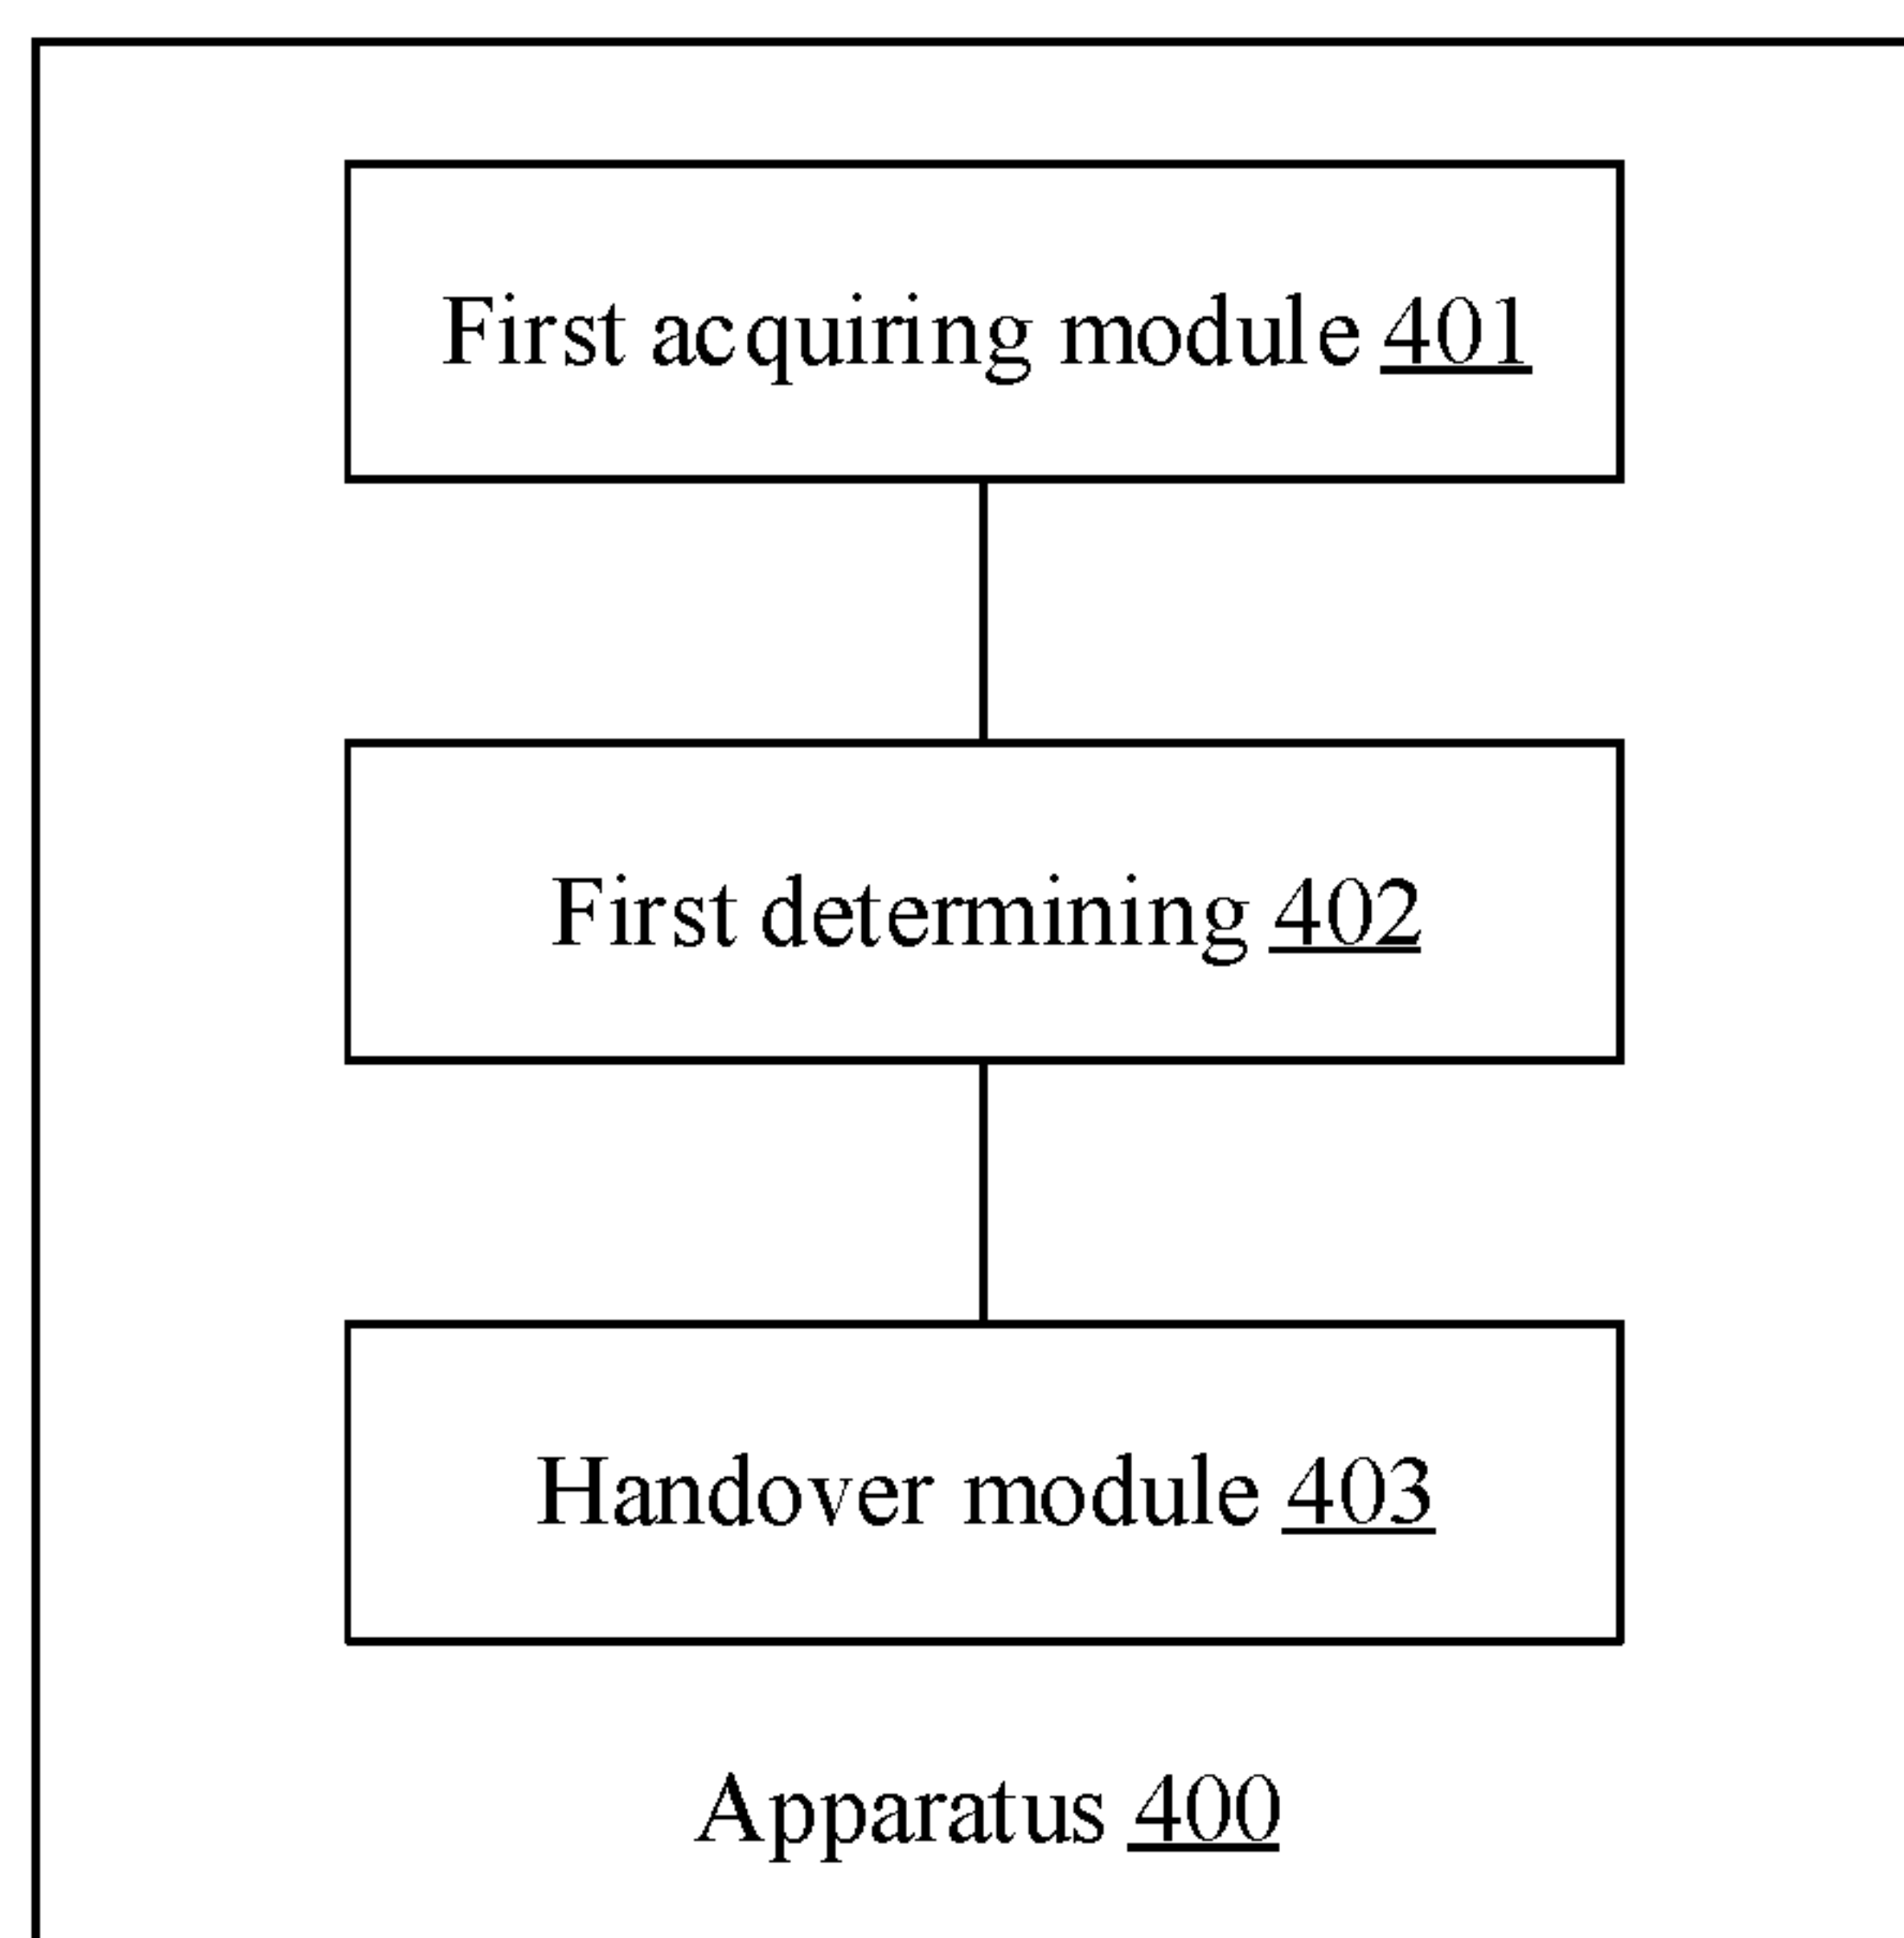 First acquiring module 401
First determining 402
Handover module 403
Apparatus 400